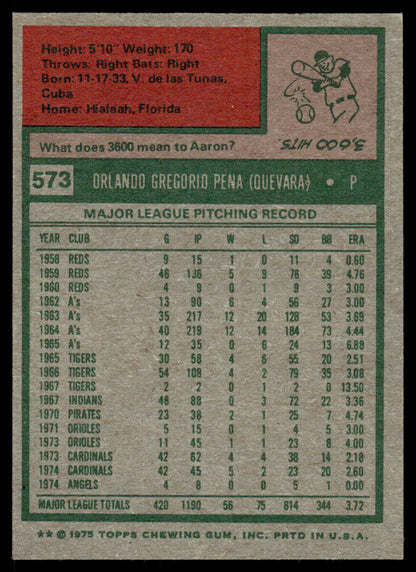 Height: 5'10" Weight: 170
Throws: Right Bats: Right
Born: 11-17-33, V. de las Tunas,
Cuba
Home: Hialeah, Florida
What does 3600 mean to Aaron?
3,600 HITS.
573 ORLANDO GREGORIO PENA (QUEVARA) • P
MAJOR LEAGUE PITCHING RECORD
YEAR CLUB G IP W L SO BB ERA
1958 REDS 9 15 1 0 11 4 0.60
1959 REDS 46 136 5 9 76 39 4.76
1960 REDS 4 9 0 1 9 3 3.00
1962 A's 13 90 6 4 56 27 3.00
1963 A's 35 217 12 20 128 53 3.69
1964 A's 40 219 12 14 184 73 4.44
1965 A's 12 35 0 6 24 13 6.88
1965 TIGERS 30 58 4 6 55 20 2.51
1966 TIGERS 54 108 4 2 79 35 3.08
1967 TIGERS 2 2 0 1 2 0 13.50
1967 INDIANS 48 88 0 3 72 22 3.36
1970 PIRATES 23 38 2 1 25 7 4.74
1971 ORIOLES 5 15 0 1 4 5 3.00
1973 ORIOLES 11 45 1 1 23 8 4.00
1973 CARDINALS 42 62 4 4 38 14 2.18
1974 CARDINALS 42 45 5 2 23 20 2.60
1974 ANGELS 4 8 0 0 5 1 0.00
MAJOR LEAGUE TOTALS 420 1190 56 75 814 344 3.72
** © 1975 TOPPS CHEWING GUM, INC. PRTD IN U.S.A.